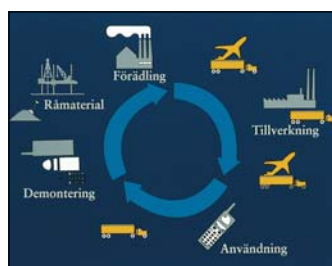 Förädling
Råmaterial
Tillverkning
Demontering
Användning